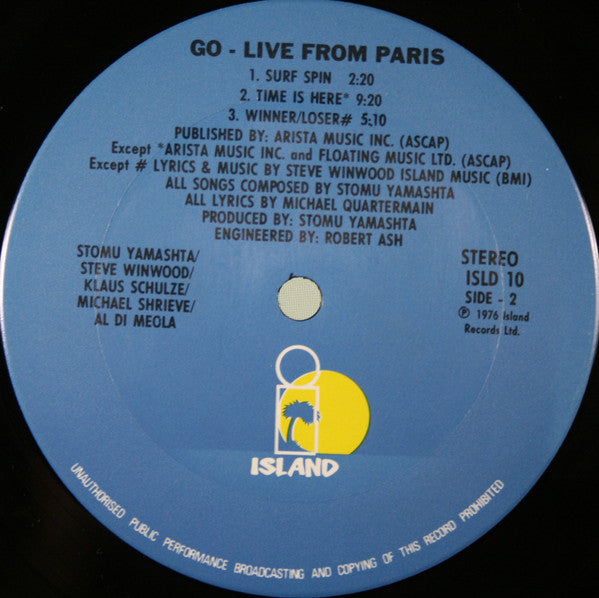 GO - LIVE FROM PARIS
1. SURF SPIN 2:20
2. TIME IS HERE* 9:20
3. WINNER/LOSER# 5:10
PUBLISHED BY: ARISTA MUSIC INC. (ASCAP)
Except *ARISTA MUSIC INC. and FLOATING MUSIC LTD. (ASCAP)
Except # LYRICS & MUSIC BY STEVE WINWOOD ISLAND MUSIC (BMI)
ALL SONGS COMPOSED BY STOMU YAMASHTA
ALL LYRICS BY MICHAEL QUARTERMAIN
PRODUCED BY: STOMU YAMASHTA
ENGINEERED BY: ROBERT ASH
STOMU YAMASHTA/
STEVE WINWOOD/
KLAUS SCHULZE/
MICHAEL SHRIEVE/
AL DI MEOLA
STEREO
ISLD 10
SIDE - 2
℗ 1976 Island
Records Ltd.
ISLAND
UNAUTHORISED PUBLIC PERFORMANCE BROADCASTING AND COPYING OF THIS RECORD PROHIBITED